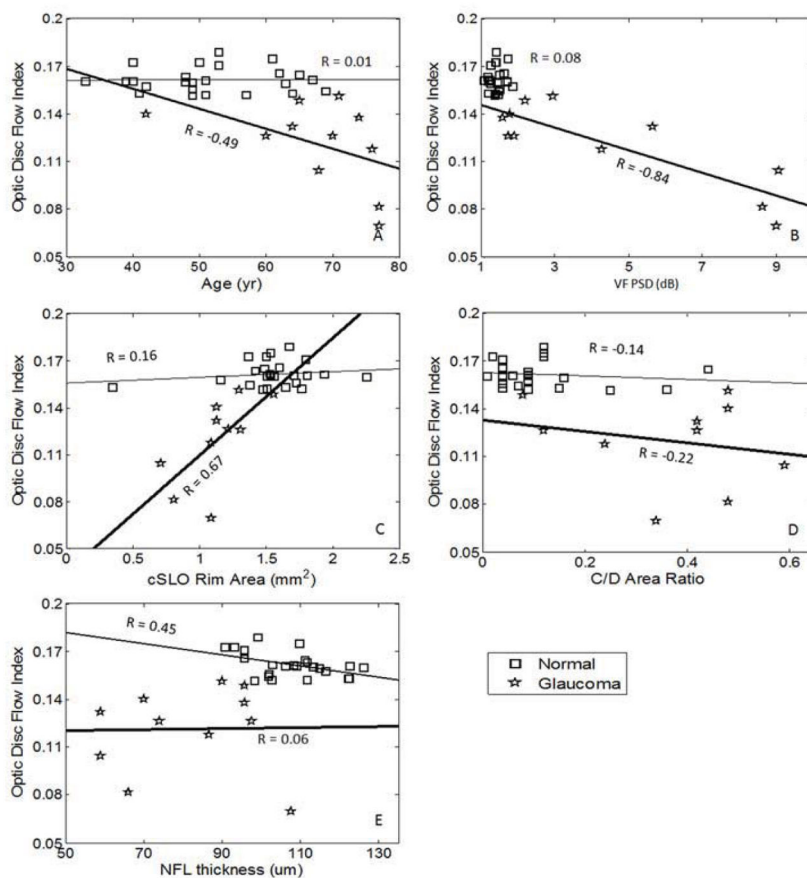 0.2
0.17
0.14
0.11
0.08
0.05
Optic Disc Flow Index
R = 0.01
R = -0.49
A
30 40 50 60 70 80
Age (yr)
0.2
0.17
0.14
0.11
0.08
0.05
Optic Disc Flow Index
R = 0.08
R = -0.84
B
1 3 5 7 9
VF PSD (dB)
0.2
0.17
0.14
0.11
0.08
0.05
Optic Disc Flow Index
R = 0.16
R = 0.67
C
0 0.5 1 1.5 2 2.5
cSLO Rim Area (mm²)
0.2
0.17
0.14
0.11
0.08
0.05
Optic Disc Flow Index
R = -0.14
R = -0.22
D
0 0.2 0.4 0.6
C/D Area Ratio
0.2
0.17
0.14
0.11
0.08
0.05
Optic Disc Flow Index
R = 0.45
R = 0.06
E
50 70 90 110 130
NFL thickness (um)
Normal
Glaucoma